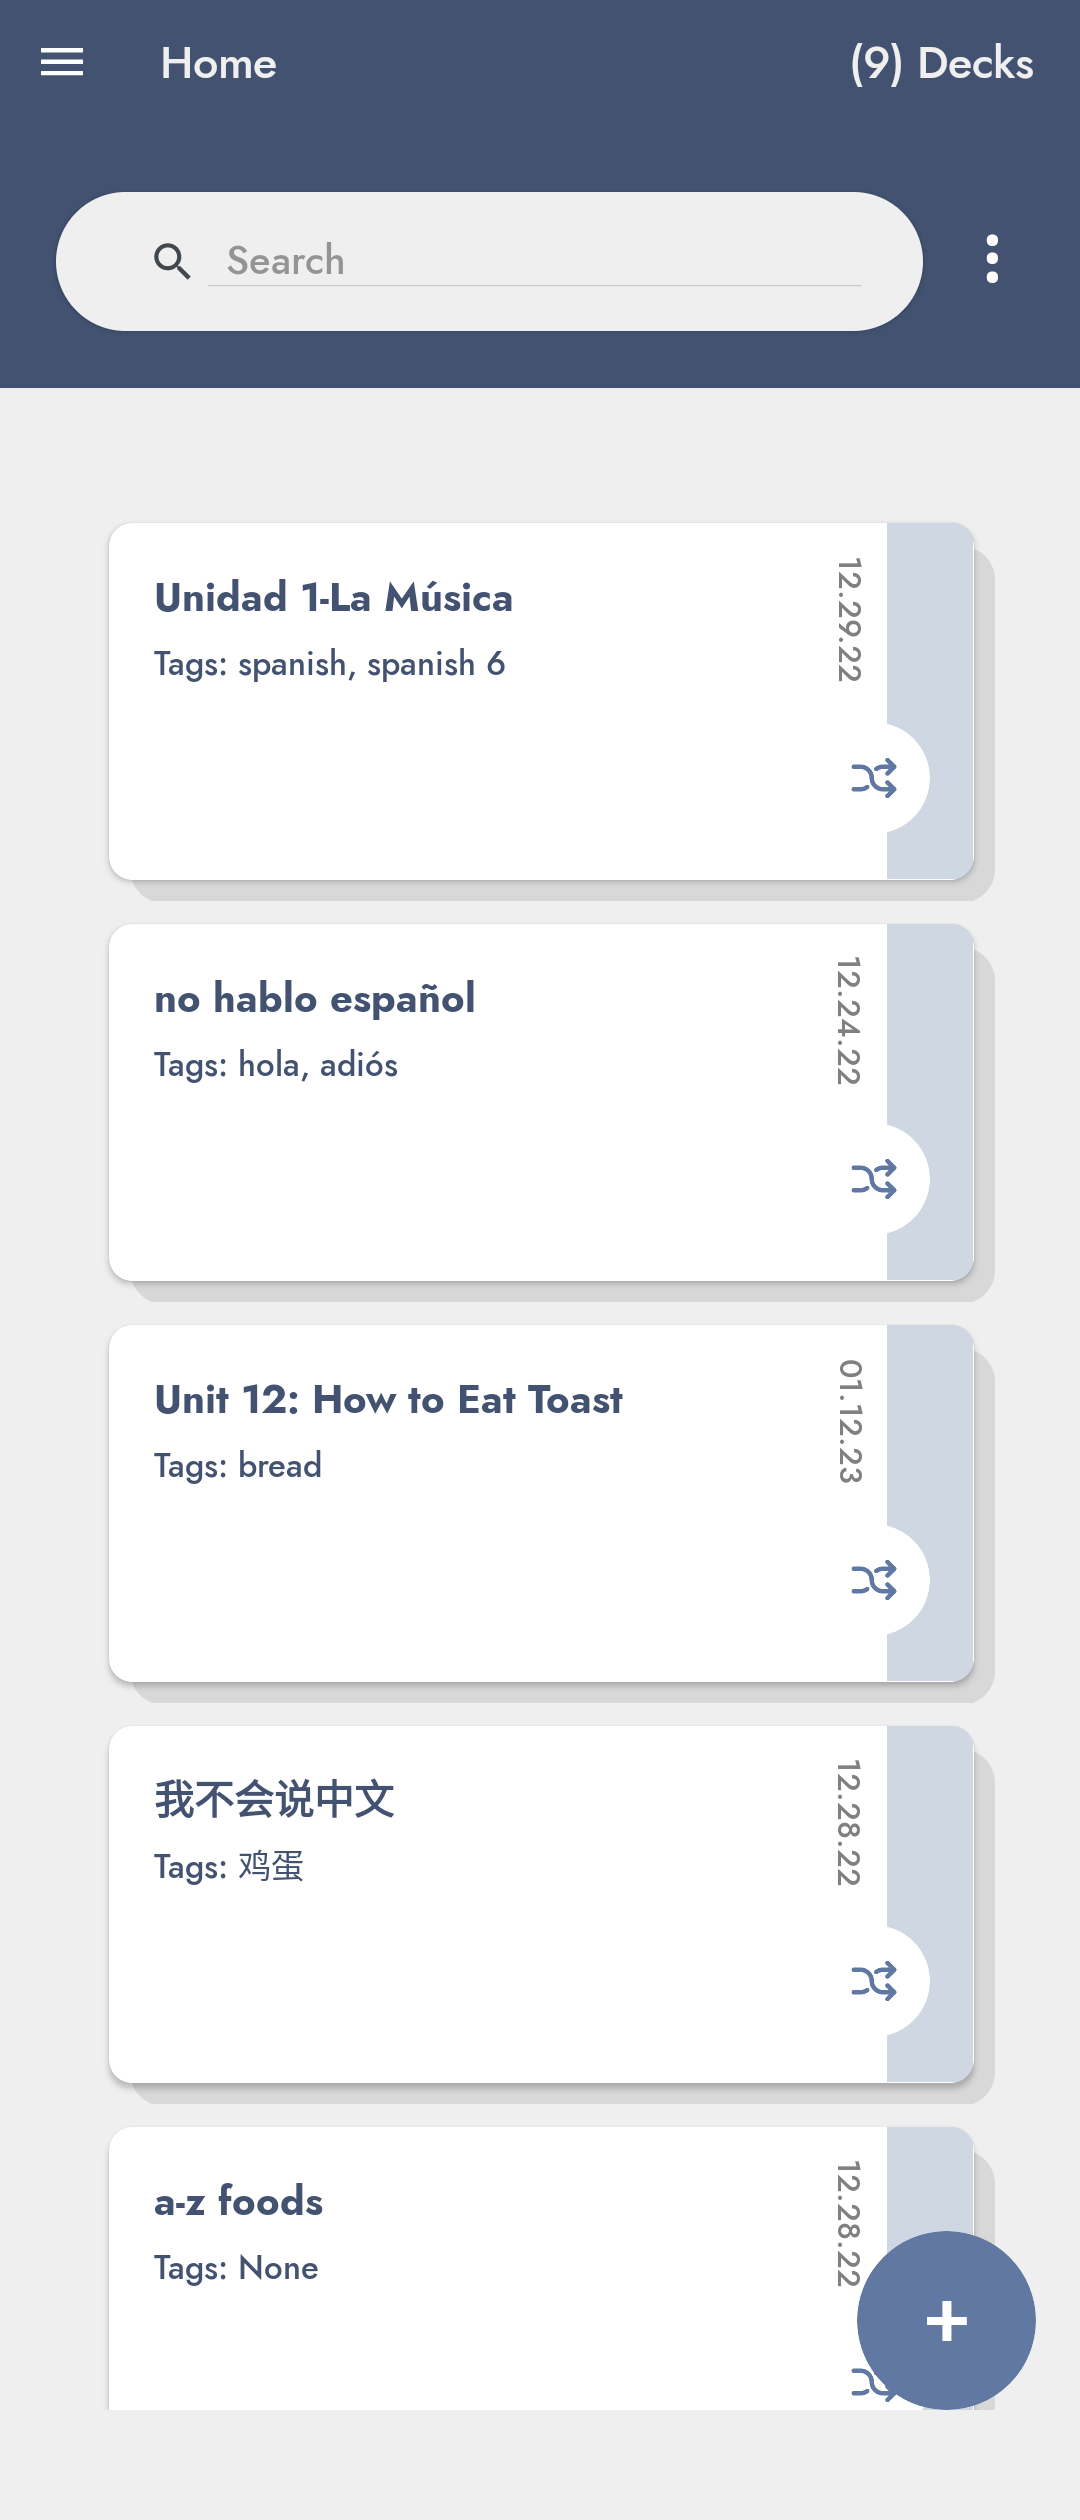 Home
(9) Decks
Search
Unidad 1-La Música
12.29.22
Tags: spanish, spanish 6
no hablo español
12.24.22
Tags: hola, adiós
Unit 12: How to Eat Toast
01.12.23
Tags: bread
我不会说中文
12.28.22
Tags: 鸡蛋
a-z foods
12.28.22
Tags: None